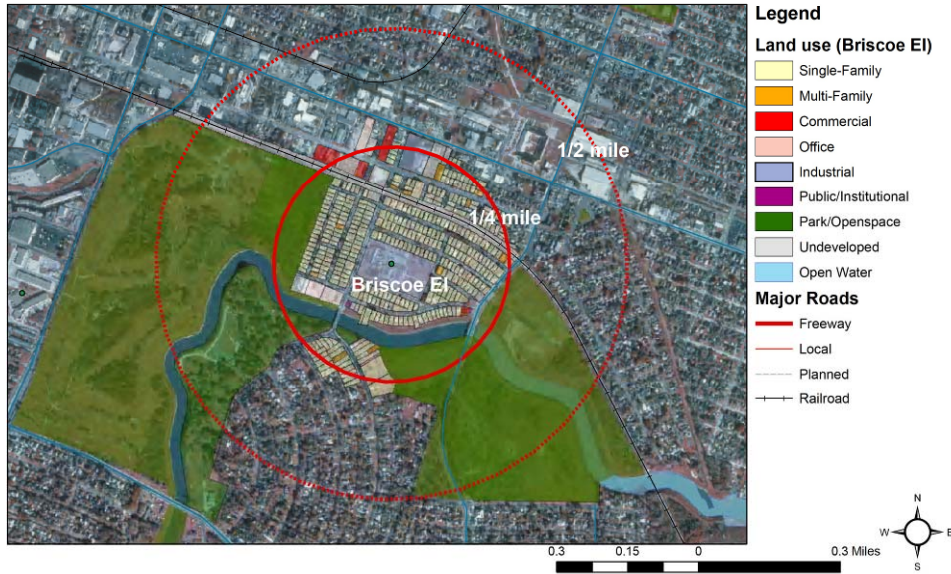 1/2 mile
1/4 mile
Briscoe El
Legend
Land use (Briscoe El)
Single-Family
Multi-Family
Commercial
Office
Industrial
Public/Institutional
Park/Openspace
Undeveloped
Open Water
Major Roads
Freeway
Local
Planned
Railroad
N
W E
S
0.3 0.15 0 0.3 Miles